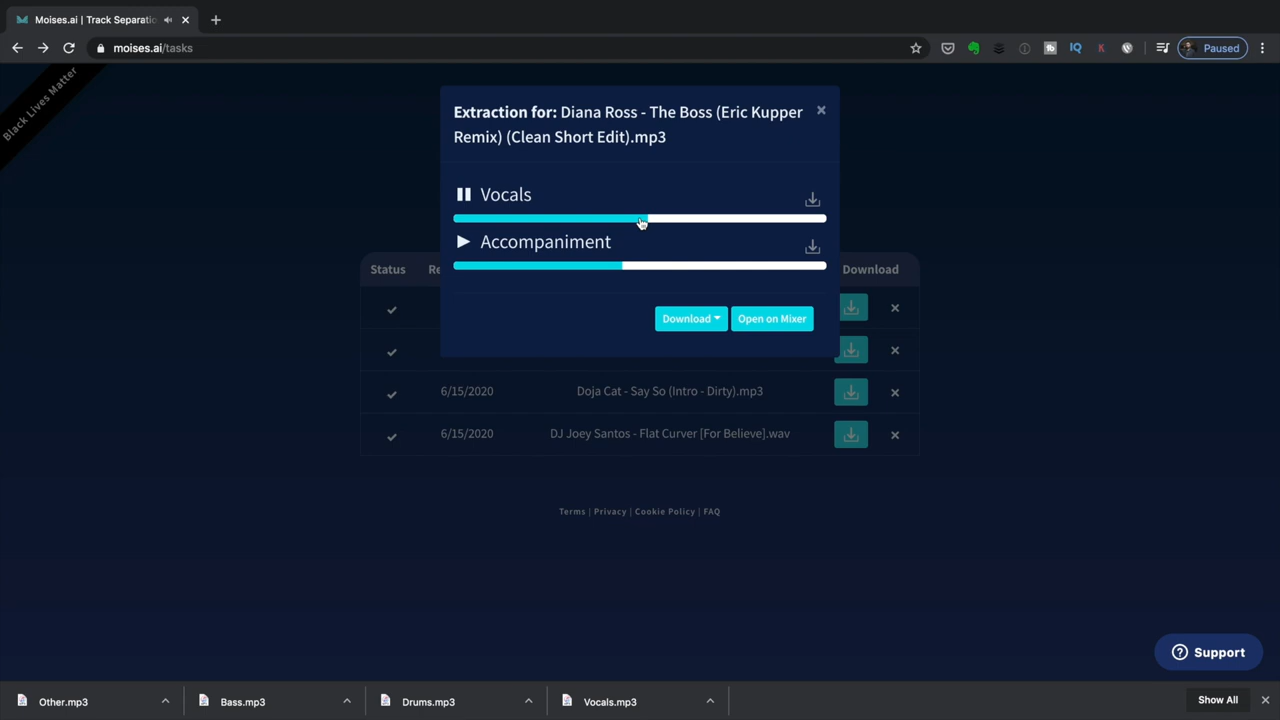 Moises.ai | Track Separatio
moises.ai/tasks
IQ
K
Paused
Black Lives Matter
Extraction for: Diana Ross - The Boss (Eric Kupper
Remix) (Clean Short Edit).mp3
Vocals
Accompaniment
Download
Open on Mixer
Status
Re
Download
6/15/2020 Doja Cat - Say So (Intro - Dirty).mp3
6/15/2020 DJ Joey Santos - Flat Curver [For Believe].wav
Terms | Privacy | Cookie Policy | FAQ
Support
Other.mp3
Bass.mp3
Drums.mp3
Vocals.mp3
Show All